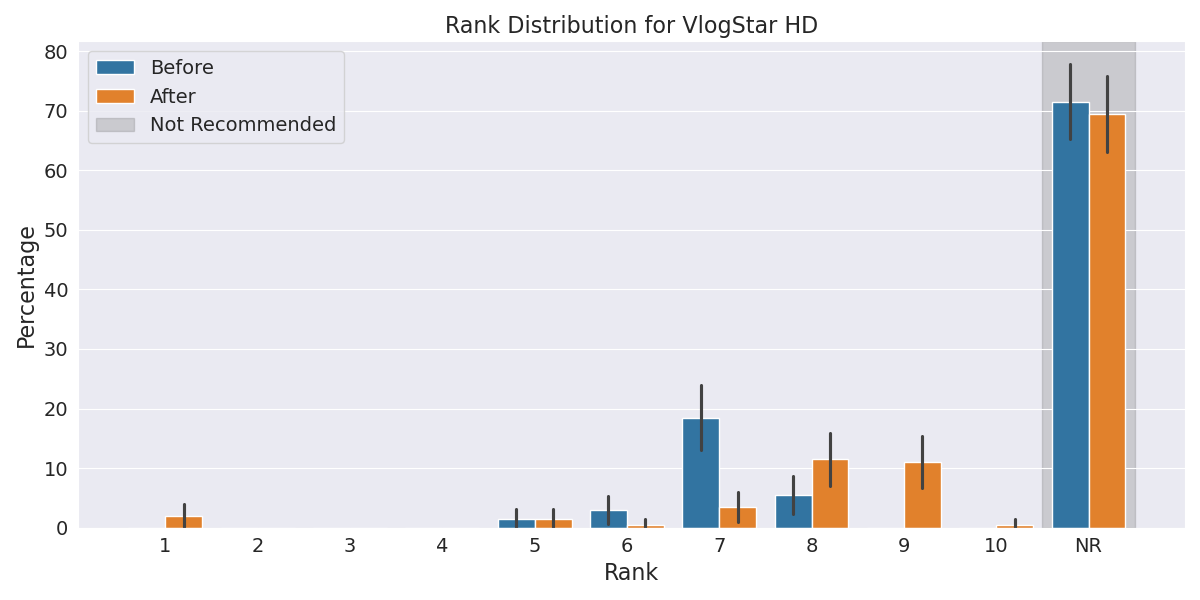 Rank Distribution for VlogStar HD
Before
After
Not Recommended
Percentage
80
70
60
50
40
30
20
10
0
1 2 3 4 5 6 7 8 9 10 NR
Rank